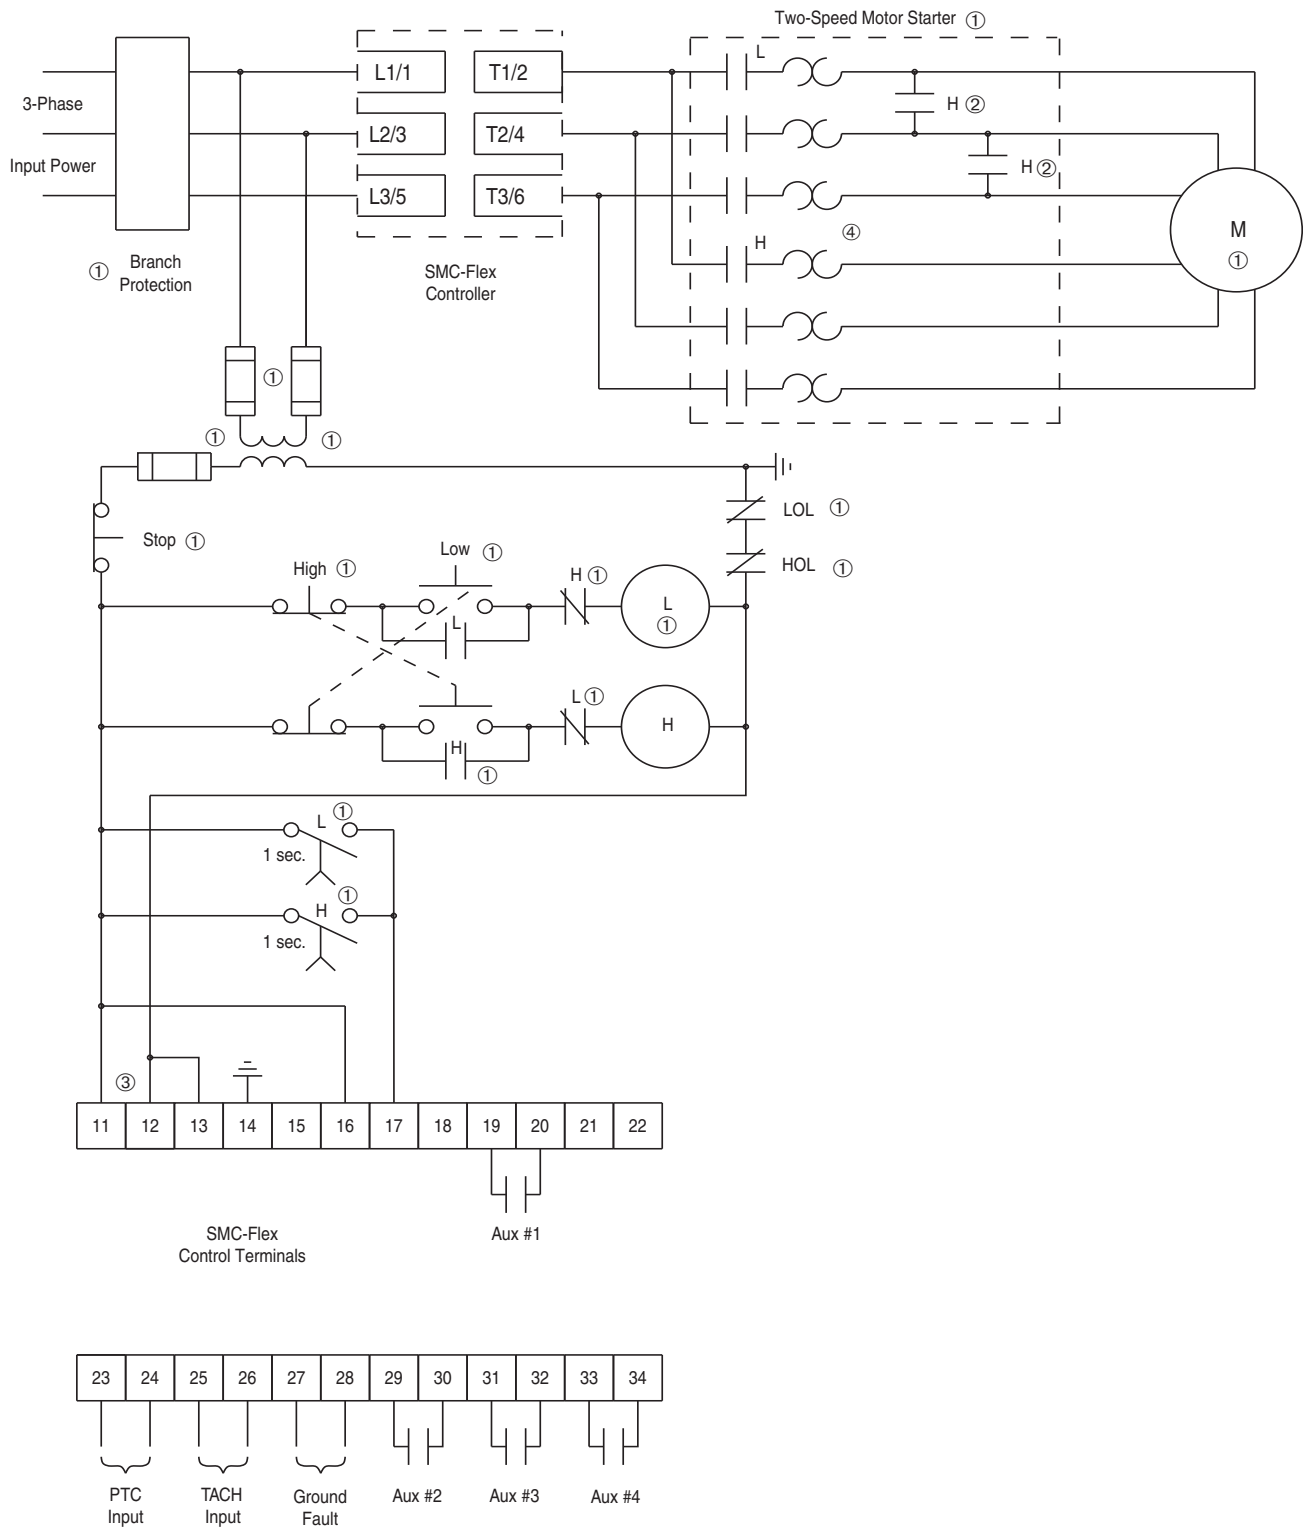 Two-Speed Motor Starter ①
L1/1 T1/2 L
3-Phase
H ②
L2/3 T2/4
Input Power
H ②
L3/5 T3/6
④
M
①
H
①
Branch
Protection
SMC-Flex
Controller
①
① ①
LOL ①
Stop ①
Low ①
HOL ①
High ①
H ①
L
①
L
L ①
H
H
①
①
L
1 sec.
①
H
1 sec.
③
11 12 13 14 15 16 17 18 19 20 21 22
SMC-Flex
Control Terminals
Aux #1
23 24 25 26 27 28 29 30 31 32 33 34
PTC
Input
TACH
Input
Ground
Fault
Aux #2 Aux #3 Aux #4